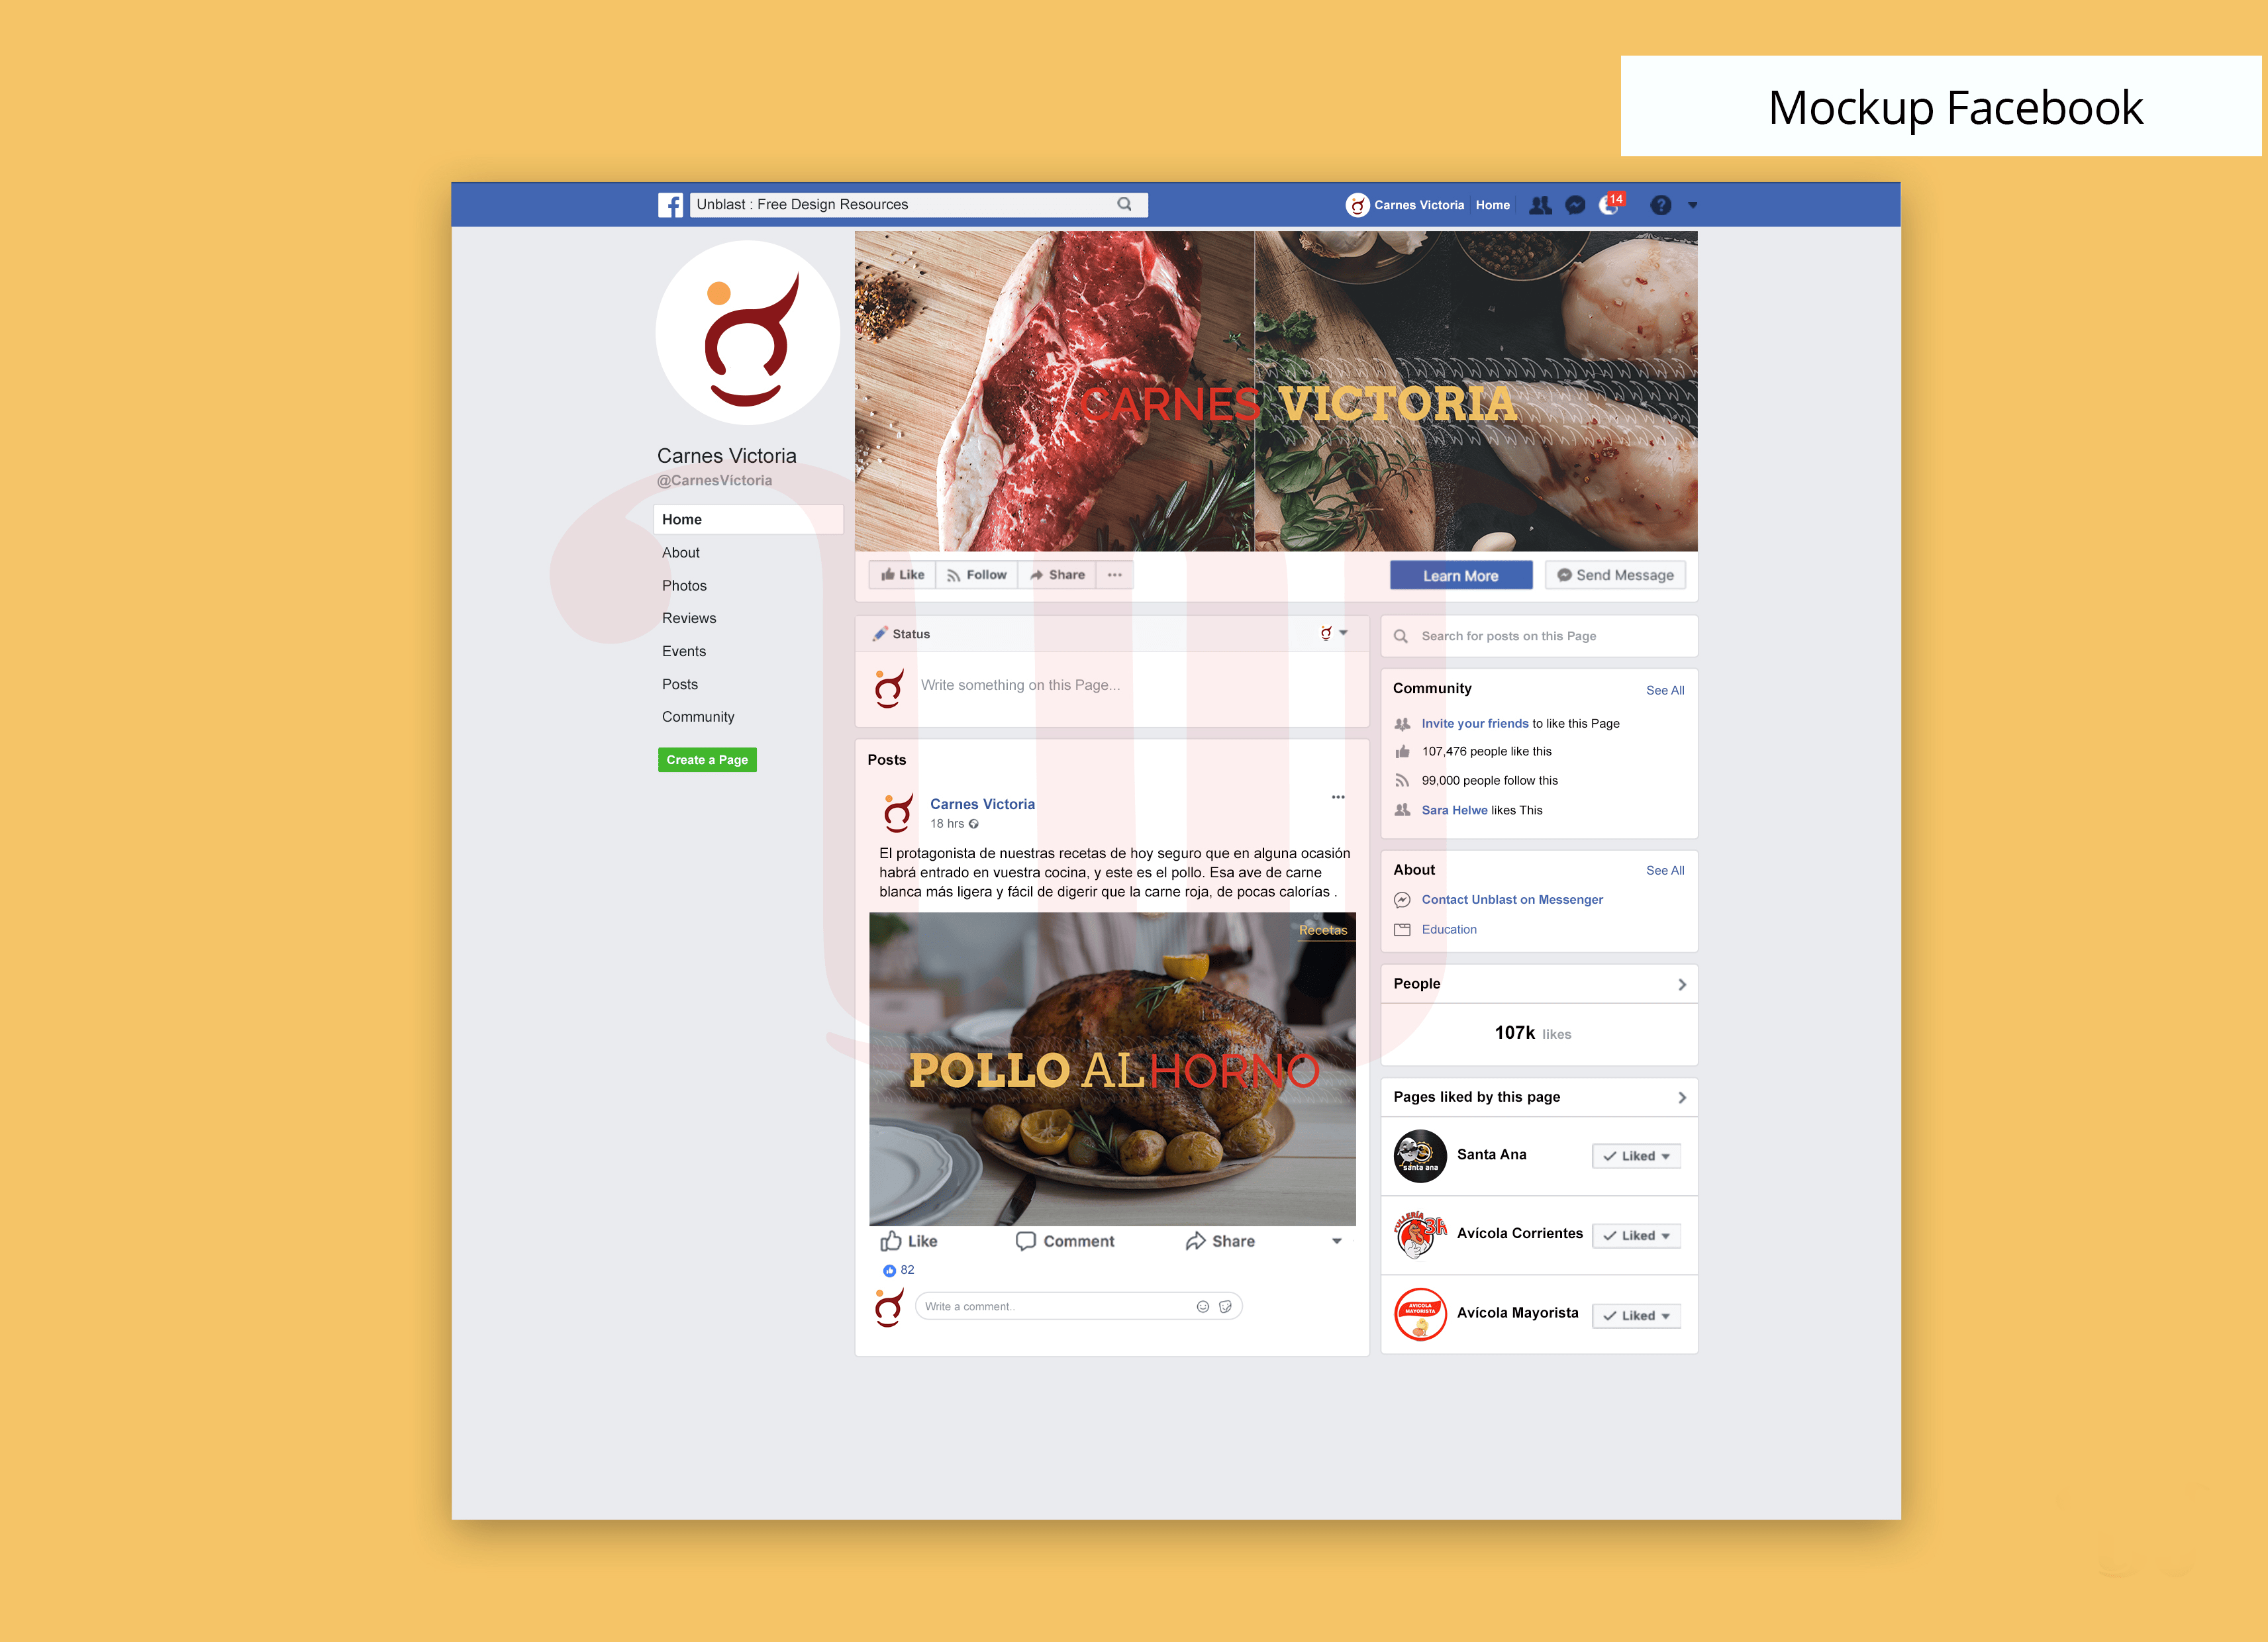 Mockup Facebook
Unblast : Free Design Resources
Carnes Victoria
Home
14
CARNES VICTORIA
Carnes Victoria
@CarnesVictoria
Home
About
Photos
Reviews
Events
Posts
Community
Create a Page
Like
Follow
Share
Learn More
Send Message
Status
Write something on this Page...
Posts
Carnes Victoria
18 hrs
El protagonista de nuestras recetas de hoy seguro que en alguna ocasión
habrá entrado en vuestra cocina, y este es el pollo. Esa ave de carne
blanca más ligera y fácil de digerir que la carne roja, de pocas calorías .
Recetas
POLLO AL HORNO
Like
Comment
Share
82
Write a comment..
Search for posts on this Page
Community
See All
Invite your friends to like this Page
107,476 people like this
99,000 people follow this
Sara Helwe likes This
About
See All
Contact Unblast on Messenger
Education
People
107k likes
Pages liked by this page
santa ana
Santa Ana
Liked
POLLERÍA
3H
Avícola Corrientes
Liked
AVICOLA
MAYORISTA
Avícola Mayorista
Liked